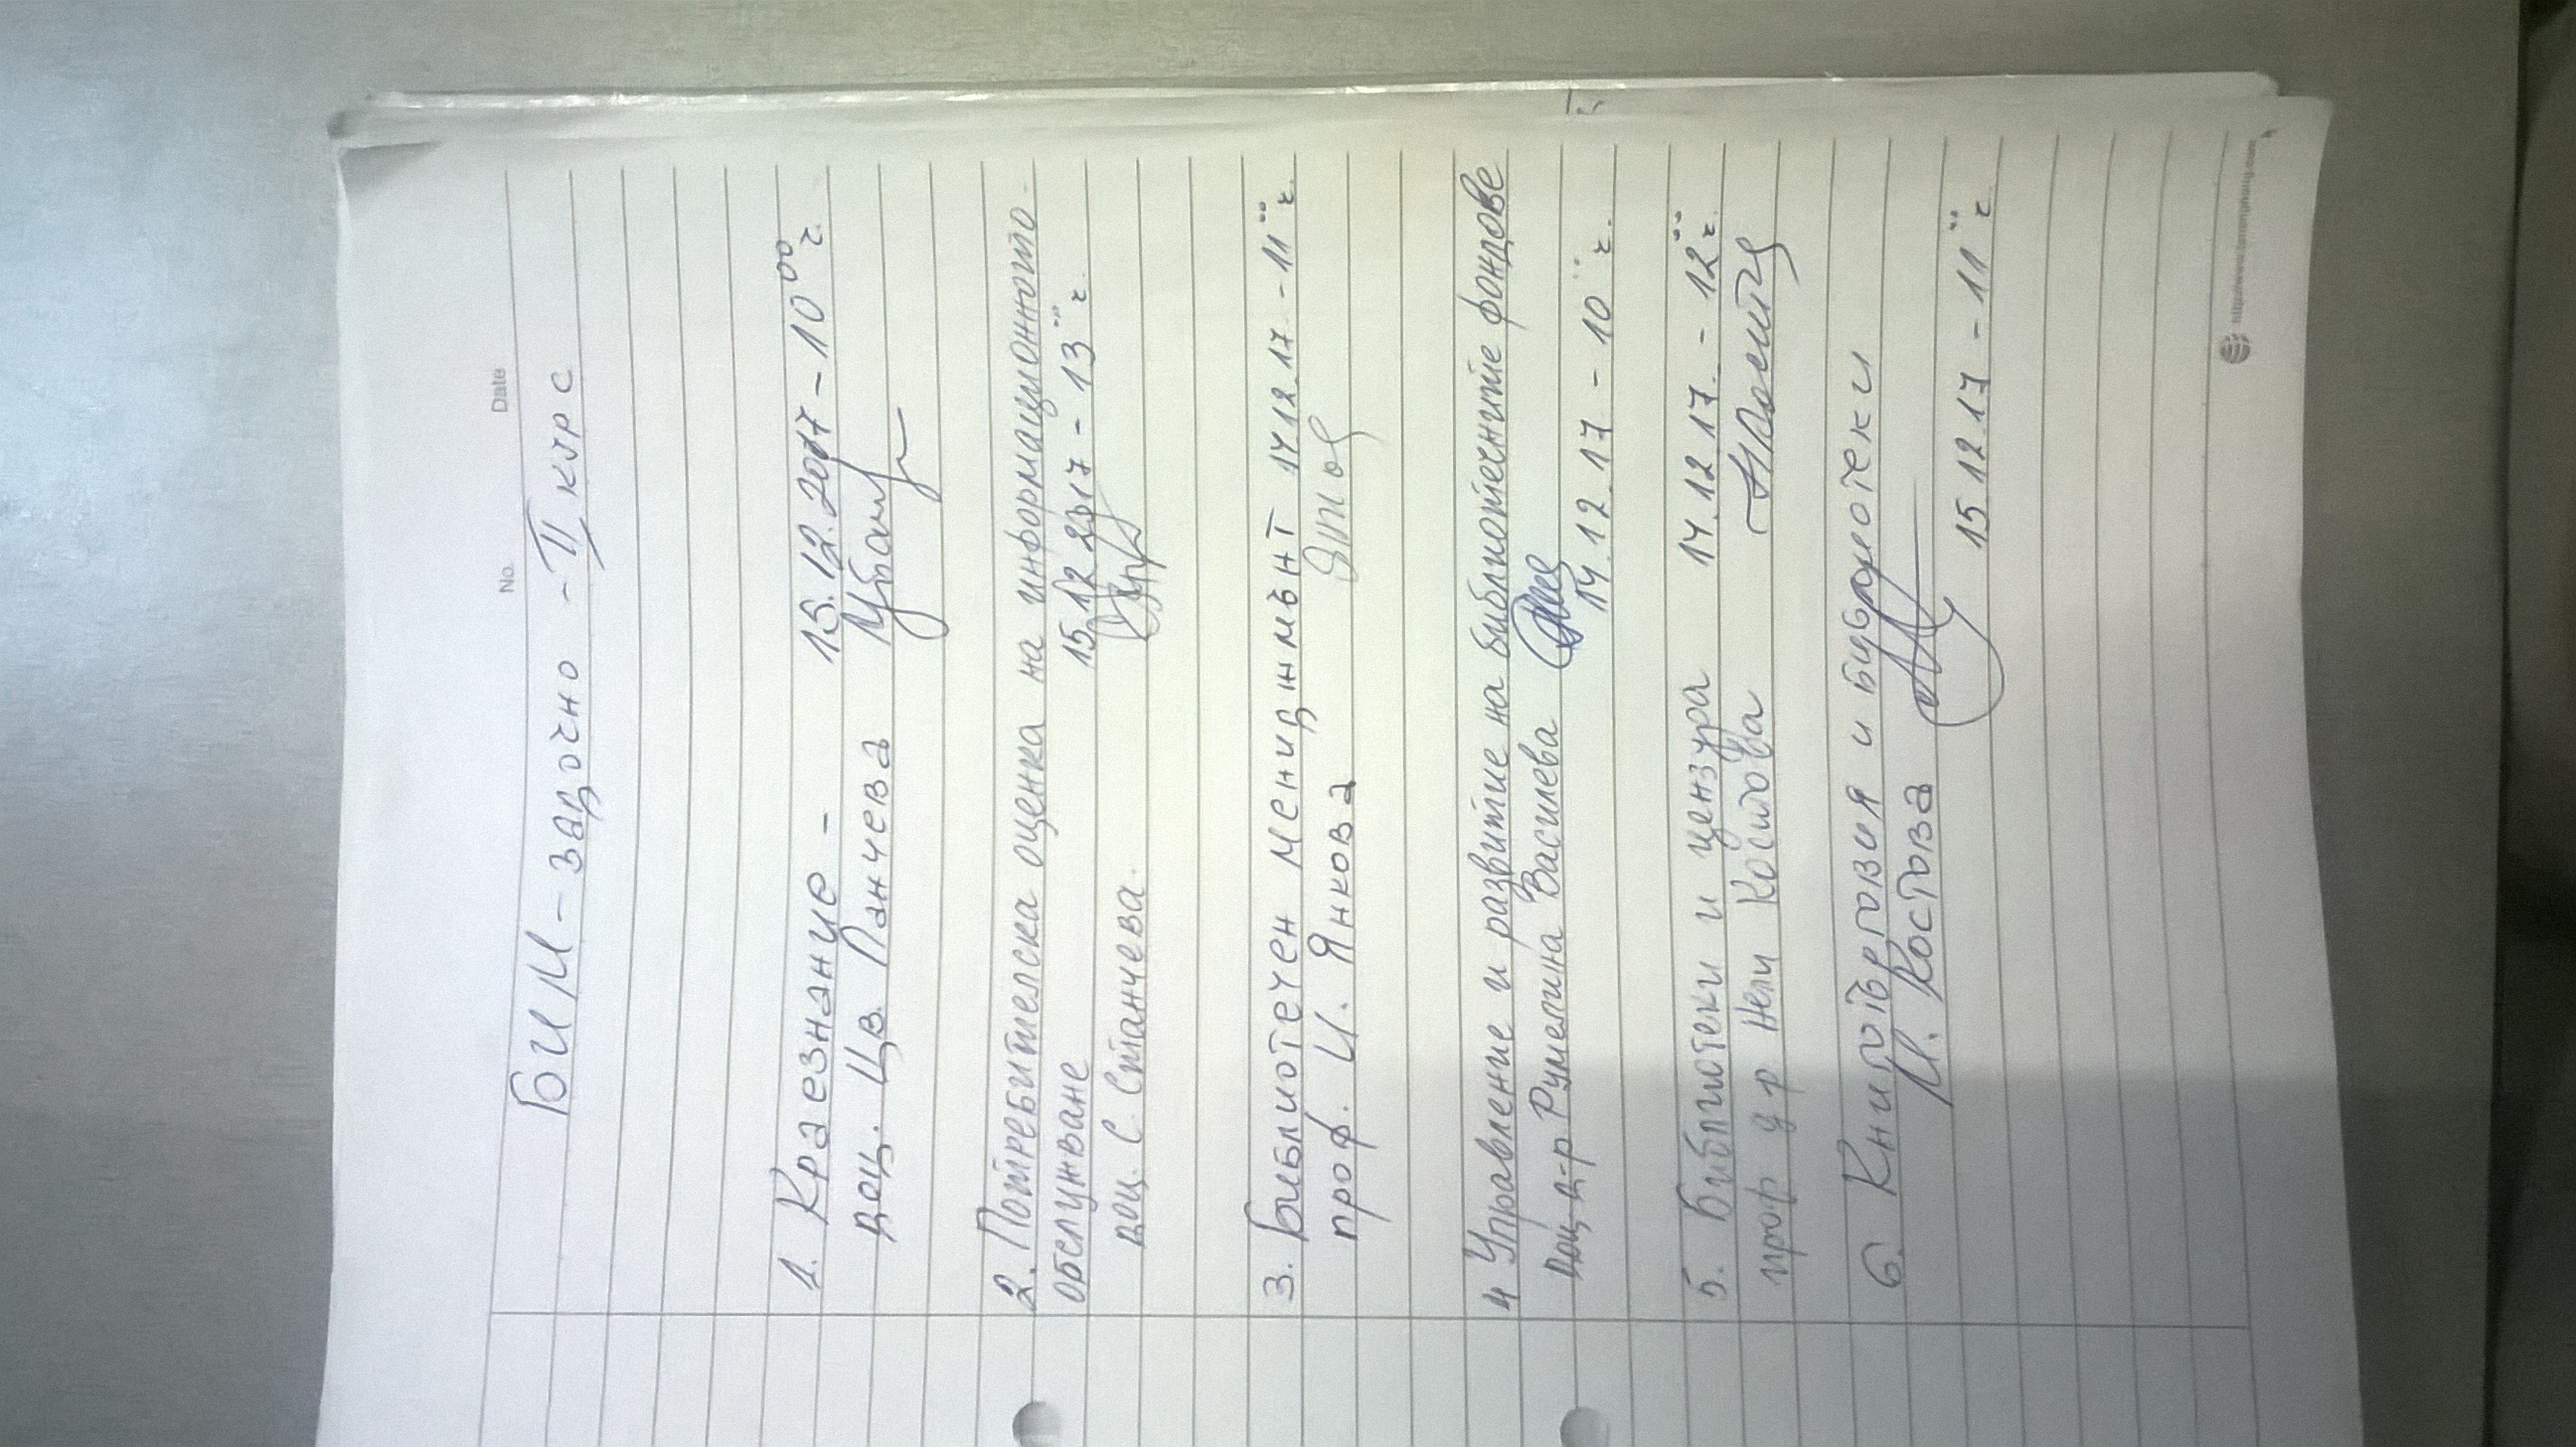 No. Date
БИМ - задочно - II курс
1. Краезнание - 15.12.2017 - 10 00 ч.
доц. Цв. Панчева
2. Потребителска оценка на информационното
обслужване 15.12 2017 - 13 00 ч.
доц. С. Станчева.
3. Библиотечен мениджмънт 14 12.17 - 11 00 ч.
проф. И. Янкова
4 Управление и развитие на библиотечните фондове
доц. д-р Румелина Василева 14.12.17 - 10 00 ч.
5. Библиотеки и цензура 14.12.17. - 12 00 ч.
проф д р Нели Костова
6. Книготърговия и библиотеки
М. Костова 15 12.17 - 11 00 ч